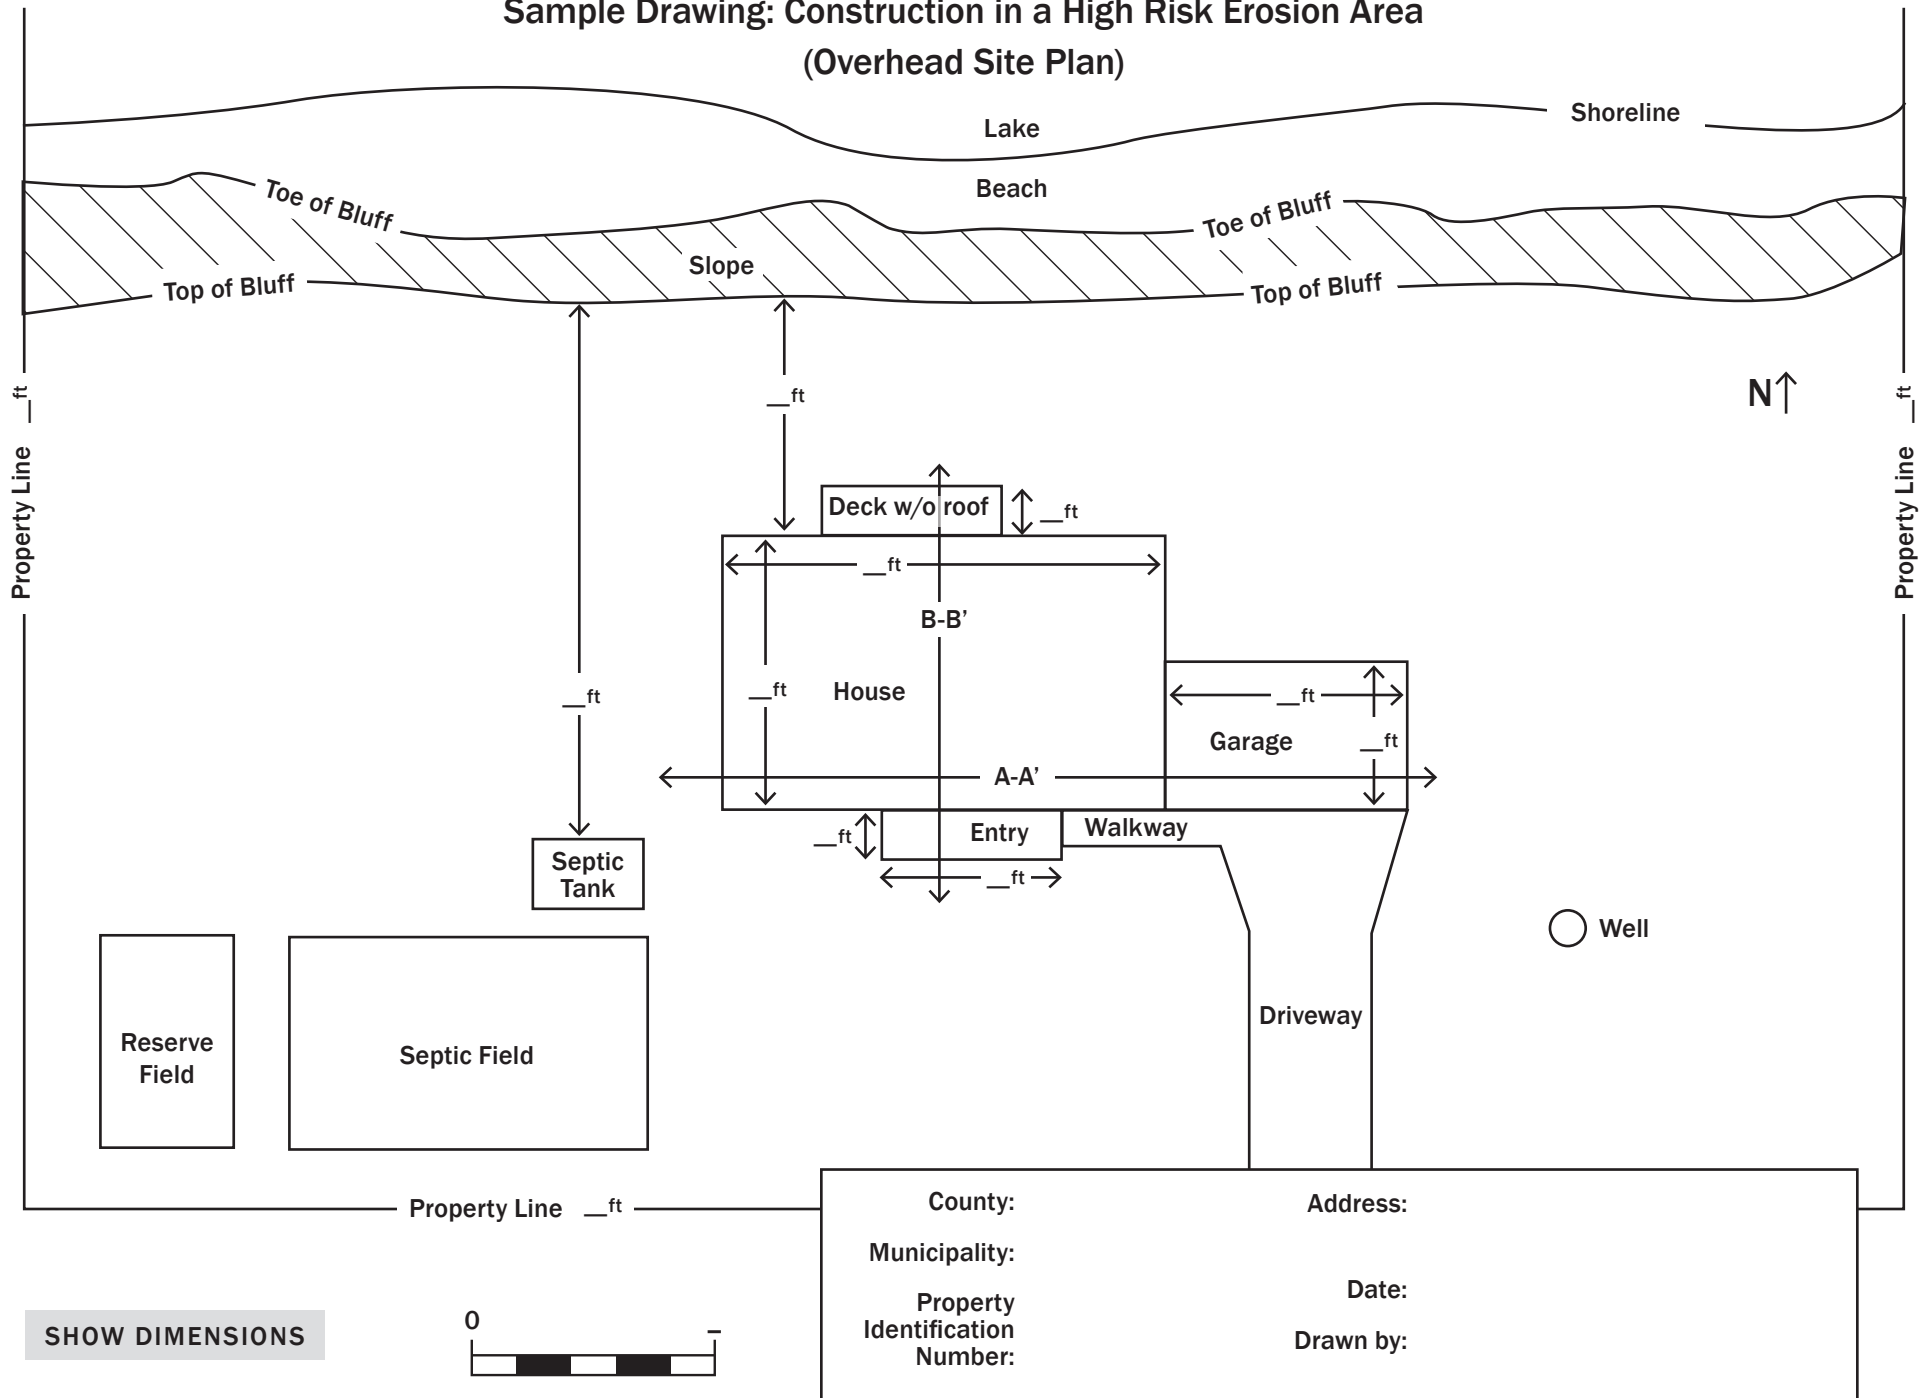 Sample Drawing: Construction in a High Risk Erosion Area
(Overhead Site Plan)
Lake
Shoreline
Beach
Toe of Bluff
Toe of Bluff
Slope
Top of Bluff
Top of Bluff
Property Line __ft
__ft
N
Property Line __ft
Deck w/o roof
__ft
__ft
B-B’
__ft
House
__ft
__ft
Garage
__ft
A-A’
__ft
Entry
Walkway
__ft
Septic
Tank
Well
Reserve
Field
Septic Field
Driveway
Property Line __ft
County:
Address:
Municipality:
Date:
Property
Identification
Number:
Drawn by:
SHOW DIMENSIONS
0
_